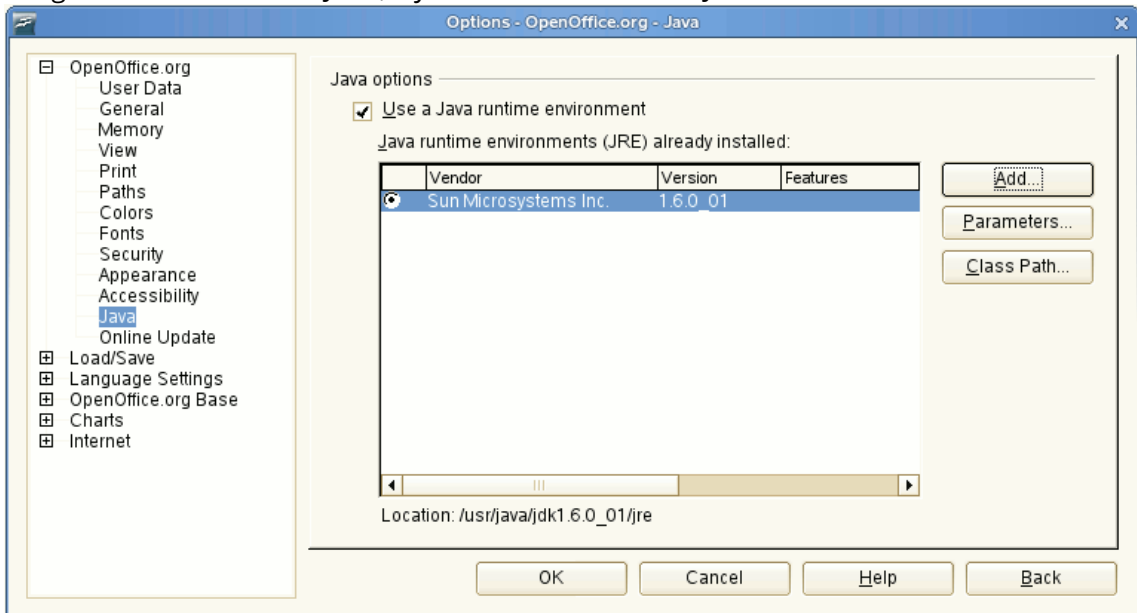 Options - OpenOffice.org - Java
OpenOffice.org
User Data
General
Memory
View
Print
Paths
Colors
Fonts
Security
Appearance
Accessibility
Java
Online Update
Load/Save
Language Settings
OpenOffice.org Base
Charts
Internet
Java options
Use a Java runtime environment
Java runtime environments (JRE) already installed:
Vendor Version Features
Sun Microsystems Inc. 1.6.0_01
Add...
Parameters...
Class Path...
Location: /usr/java/jdk1.6.0_01/jre
OK Cancel Help Back